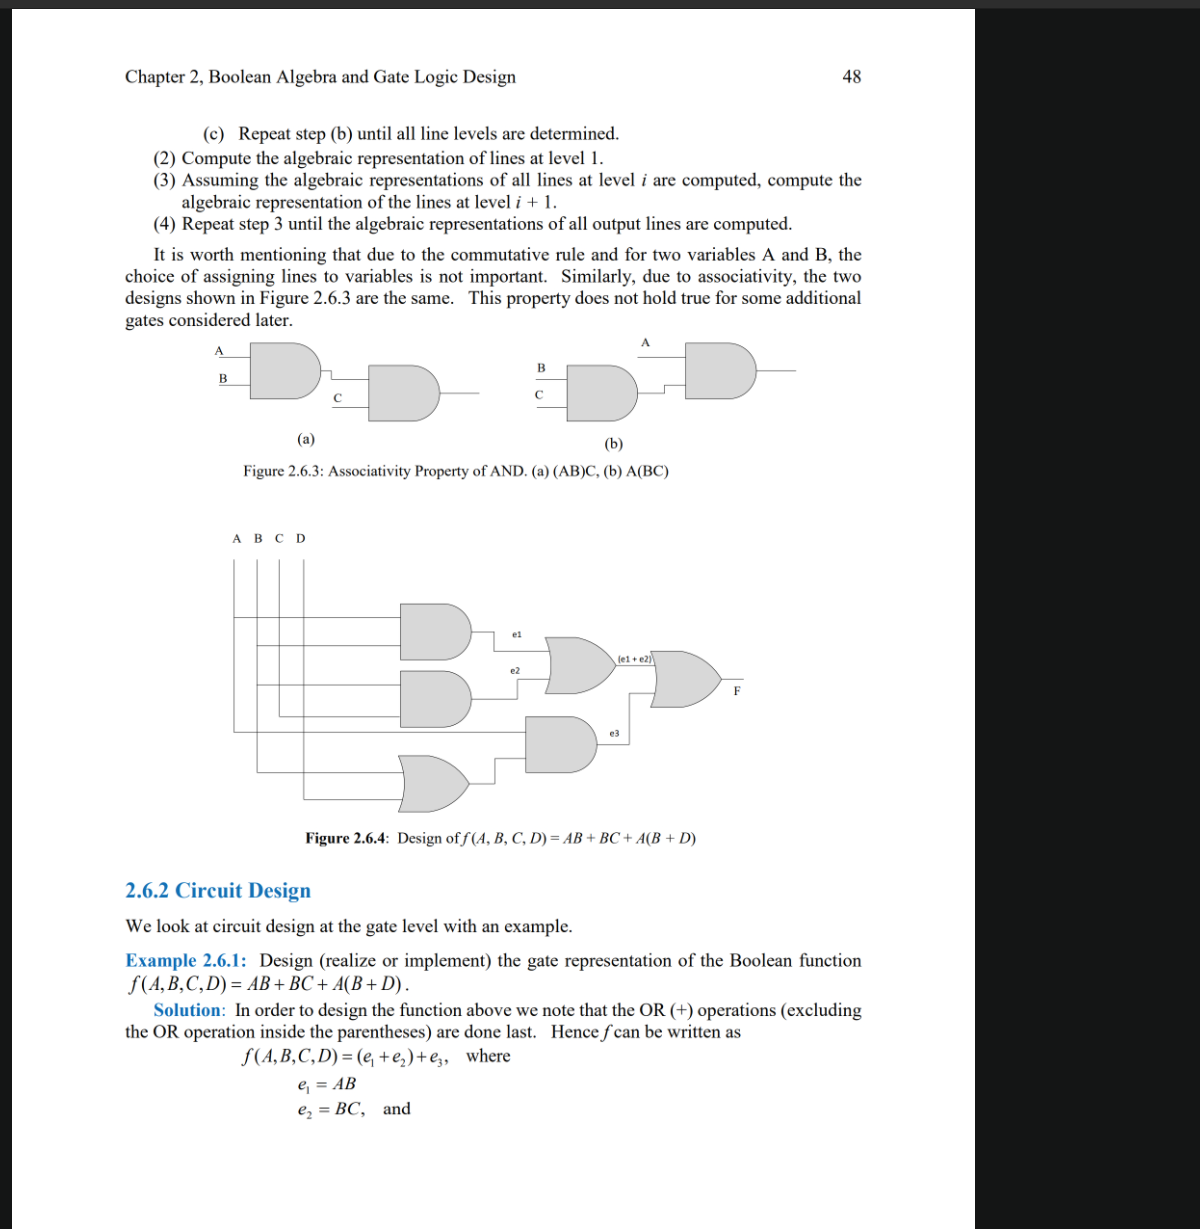 Chapter 2, Boolean Algebra and Gate Logic Design 48
(c) Repeat step (b) until all line levels are determined.
(2) Compute the algebraic representation of lines at level 1.
(3) Assuming the algebraic representations of all lines at level i are computed, compute the
algebraic representation of the lines at level i + 1.
(4) Repeat step 3 until the algebraic representations of all output lines are computed.
It is worth mentioning that due to the commutative rule and for two variables A and B, the
choice of assigning lines to variables is not important. Similarly, due to associativity, the two
designs shown in Figure 2.6.3 are the same. This property does not hold true for some additional
gates considered later.
A
B
C
B
C
A
(a)
(b)
Figure 2.6.3: Associativity Property of AND. (a) (AB)C, (b) A(BC)
A B C D
e1
(e1 + e2)
e2
F
e3
Figure 2.6.4: Design of f (A, B, C, D) = AB + BC + A(B + D)
2.6.2 Circuit Design
We look at circuit design at the gate level with an example.
Example 2.6.1: Design (realize or implement) the gate representation of the Boolean function
f(A,B,C,D) = AB + BC + A(B + D).
Solution: In order to design the function above we note that the OR (+) operations (excluding
the OR operation inside the parentheses) are done last. Hence f can be written as
f(A,B,C,D) = (e₁ + e₂) + e₃, where
e₁ = AB
e₂ = BC, and